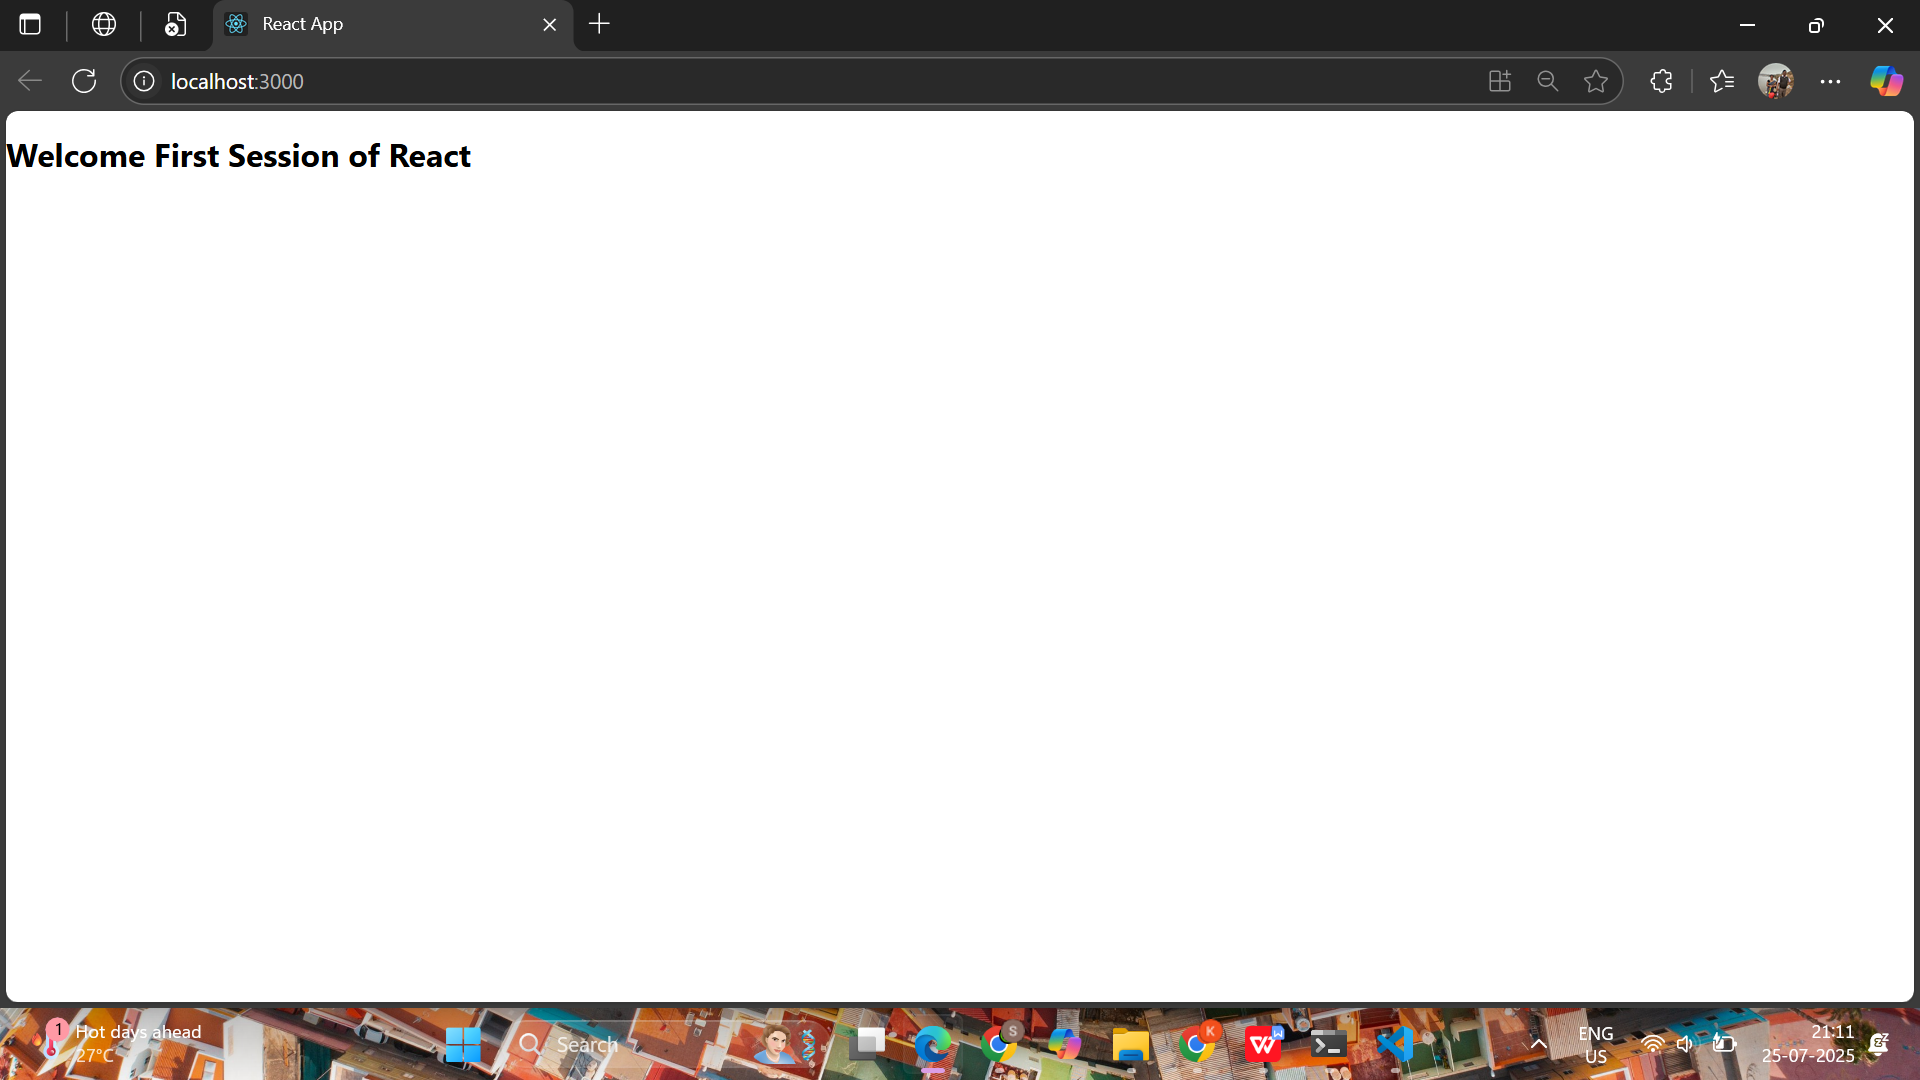 React App
localhost:3000
Welcome First Session of React
1
Hot days ahead
27°C
Search
S
K
W
ENG
US
21:11
25-07-2025